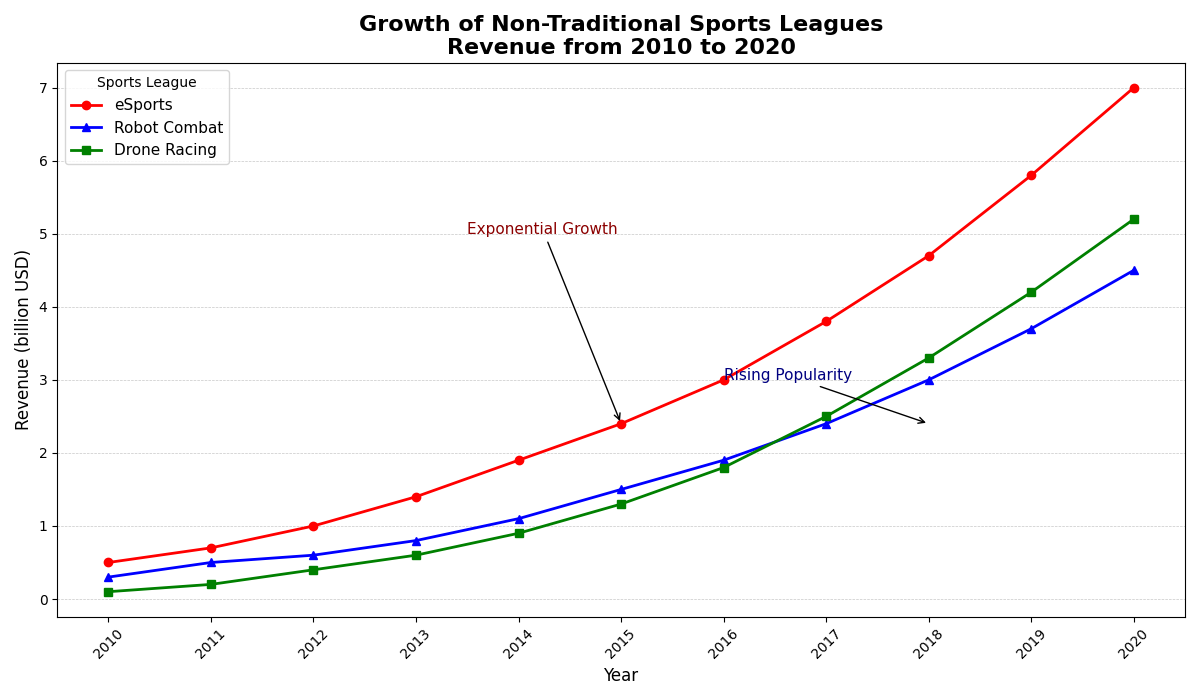 Growth of Non-Traditional Sports Leagues
Revenue from 2010 to 2020
Sports League
eSports
Robot Combat
Drone Racing
Exponential Growth
Rising Popularity
Revenue (billion USD)
7
6
5
4
3
2
1
0
2010
2011
2012
2013
2014
2015
2016
2017
2018
2019
2020
Year